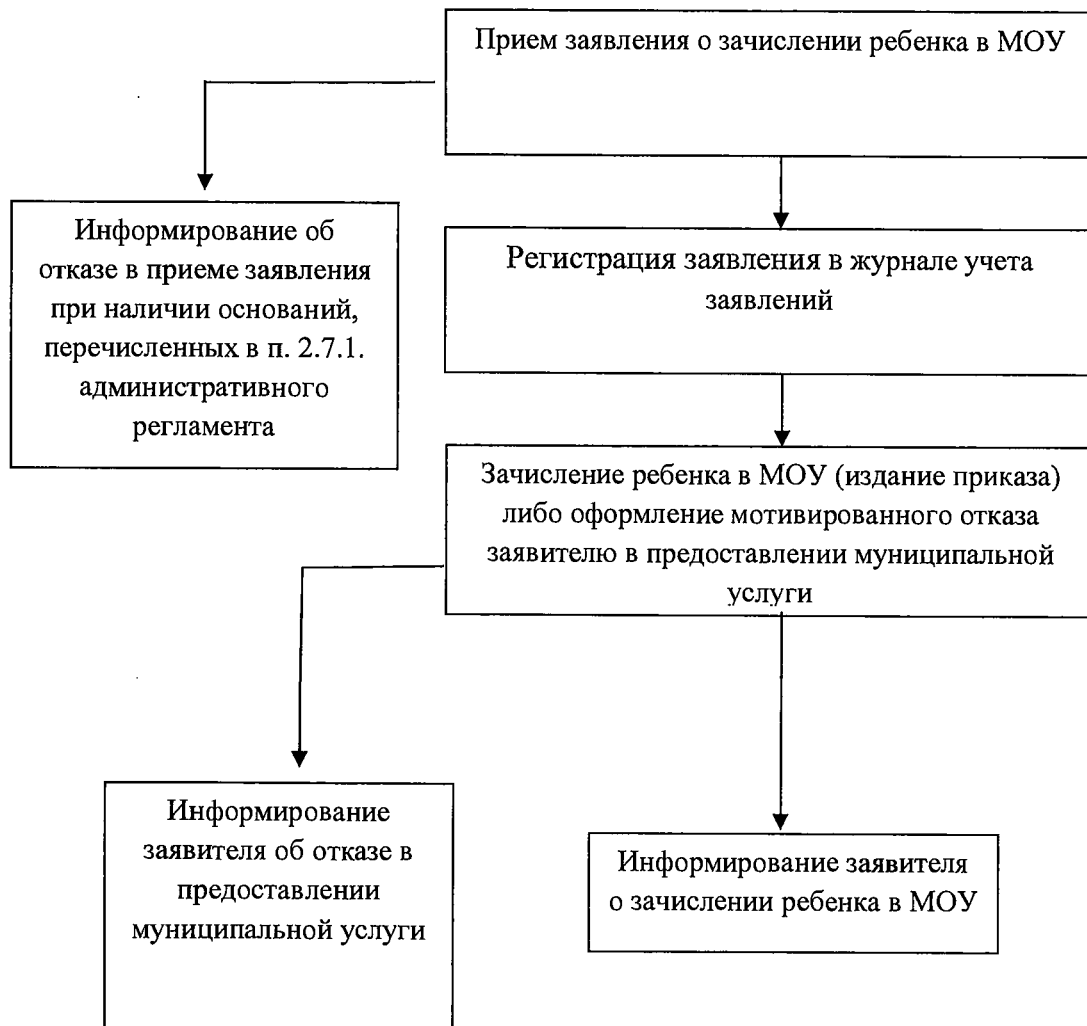 Прием заявления о зачислении ребенка в МОУ
Информирование об
отказе в приеме заявления
при наличии оснований,
перечисленных в п. 2.7.1.
административного
регламента
Регистрация заявления в журнале учета
заявлений
Зачисление ребенка в МОУ (издание приказа)
либо оформление мотивированного отказа
заявителю в предоставлении муниципальной
услуги
Информирование
заявителя об отказе в
предоставлении
муниципальной услуги
Информирование заявителя
о зачислении ребенка в МОУ